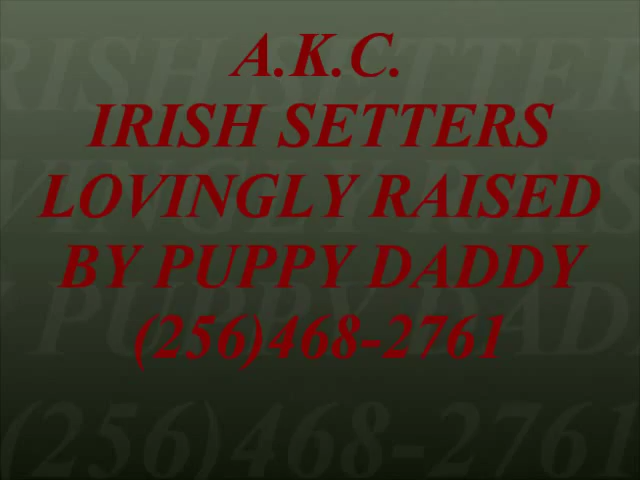 A.K.C.
IRISH SETTERS
LOVINGLY RAISED
BY PUPPY DADDY
(256)468-2761